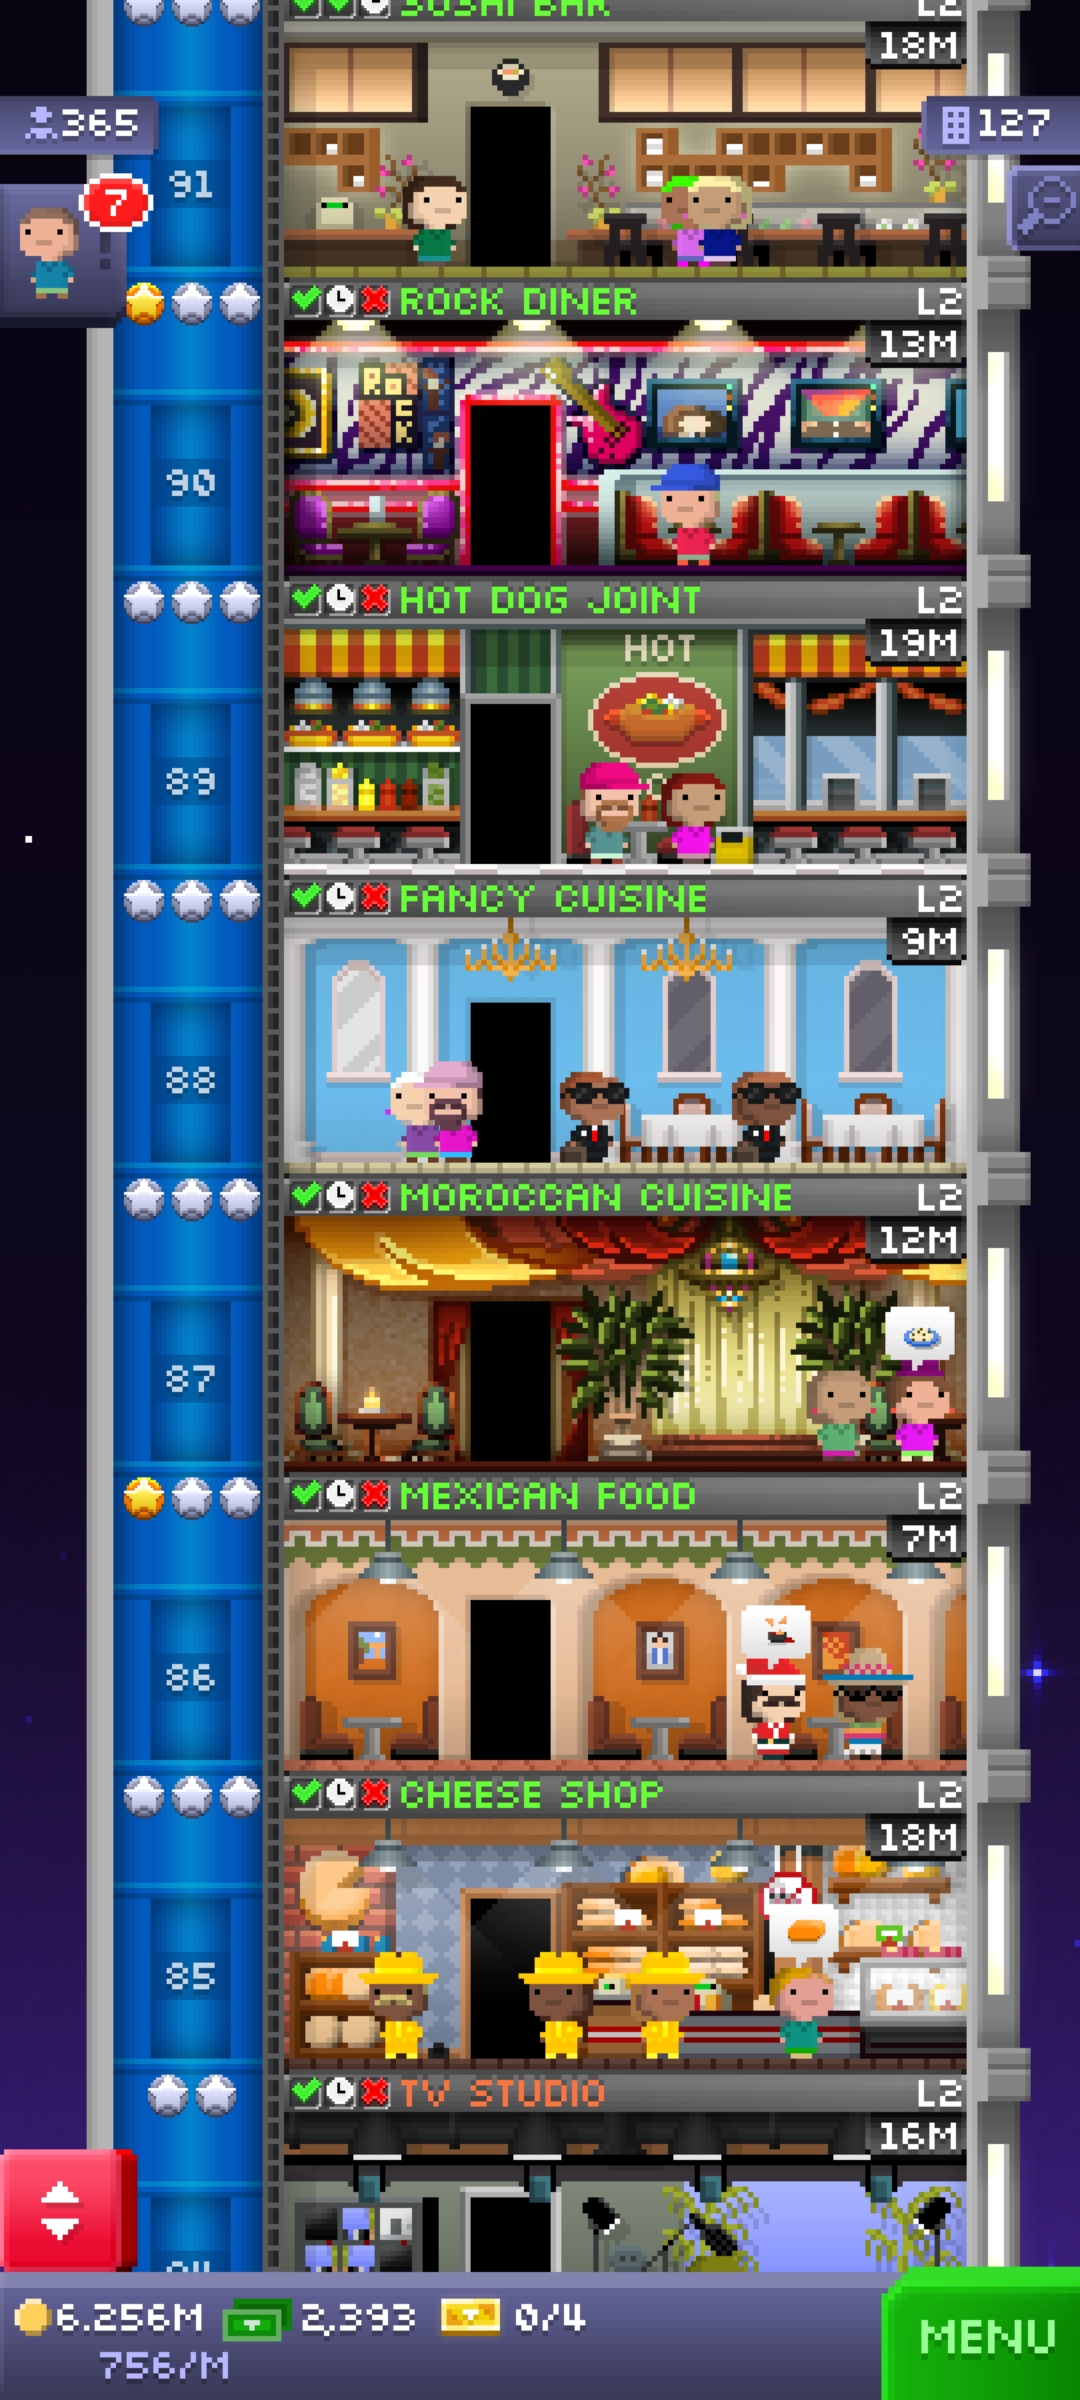 SUSHI BAR L2
18M
365
127
7
91
ROCK DINER L2
13M
ROCK
90
HOT DOG JOINT L2
19M
HOT
89
FANCY CUISINE L2
9M
88
MOROCCAN CUISINE L2
12M
87
MEXICAN FOOD L2
7M
86
CHEESE SHOP L2
18M
85
TV STUDIO L2
16M
84
6.256M 2,393 0/4
756/M
MENU